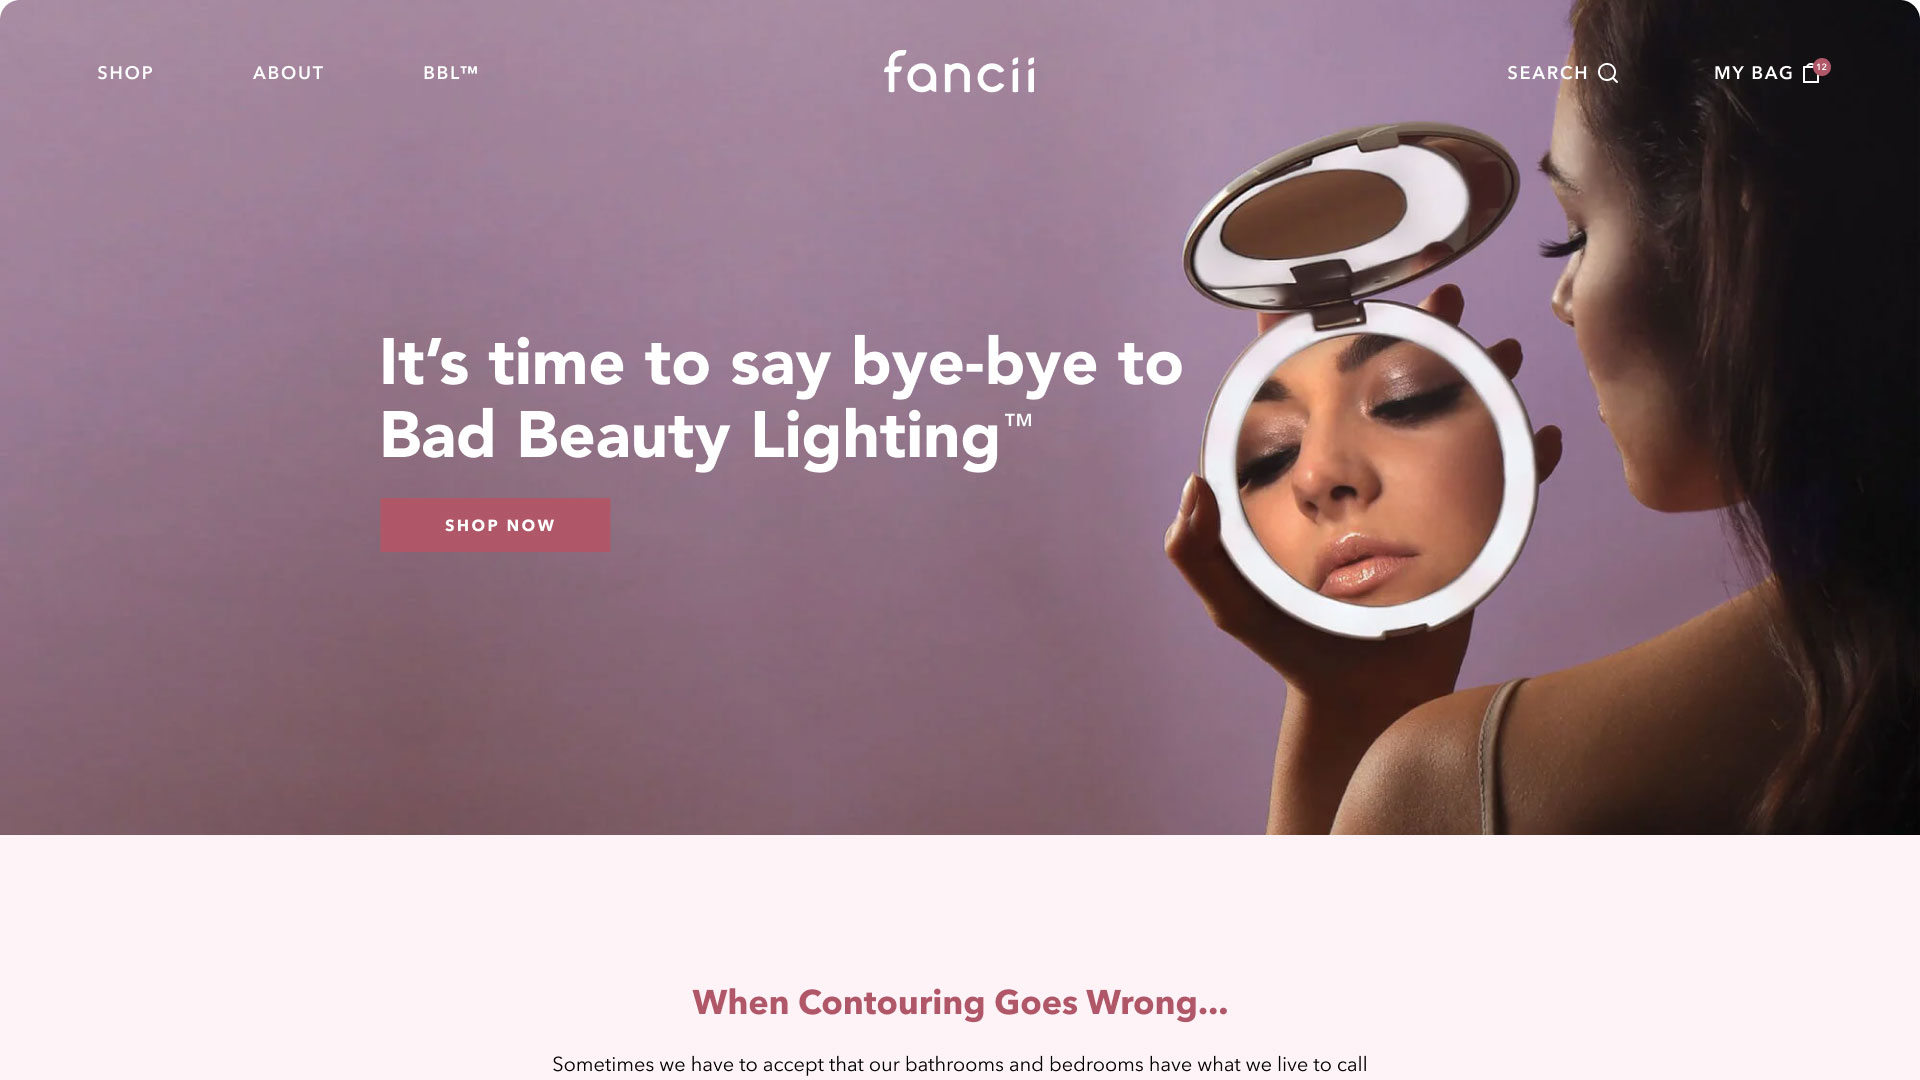 SHOP
ABOUT
BBL™
fancii
SEARCH
MY BAG
12
It’s time to say bye-bye to
Bad Beauty Lighting™
SHOP NOW
When Contouring Goes Wrong...
Sometimes we have to accept that our bathrooms and bedrooms have what we live to call